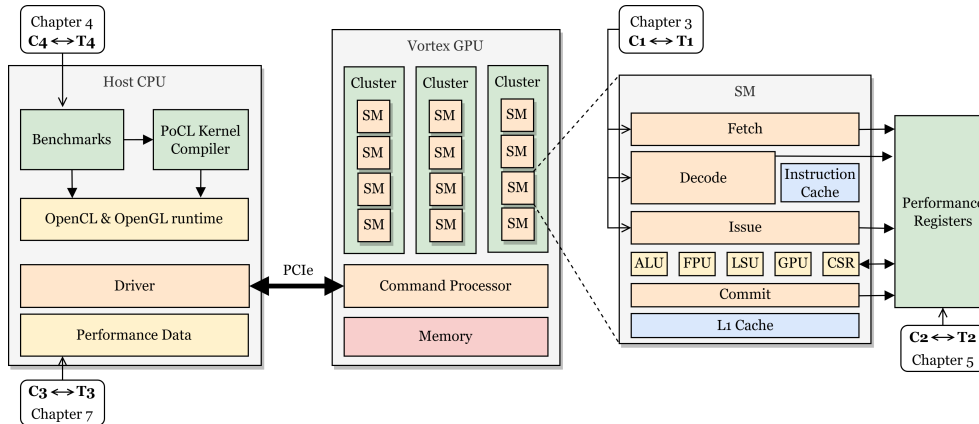 Chapter 4
C4 ⟷ T4
Host CPU
Benchmarks
PoCL Kernel
Compiler
OpenCL & OpenGL runtime
Driver
Performance Data
C3 ⟷ T3
Chapter 7
PCIe
Vortex GPU
Cluster
SM
SM
SM
SM
Cluster
SM
SM
SM
SM
Cluster
SM
SM
SM
SM
Command Processor
Memory
Chapter 3
C1 ⟷ T1
SM
Fetch
Decode
Instruction
Cache
Issue
ALU
FPU
LSU
GPU
CSR
Commit
L1 Cache
Performance
Registers
C2 ⟷ T2
Chapter 5